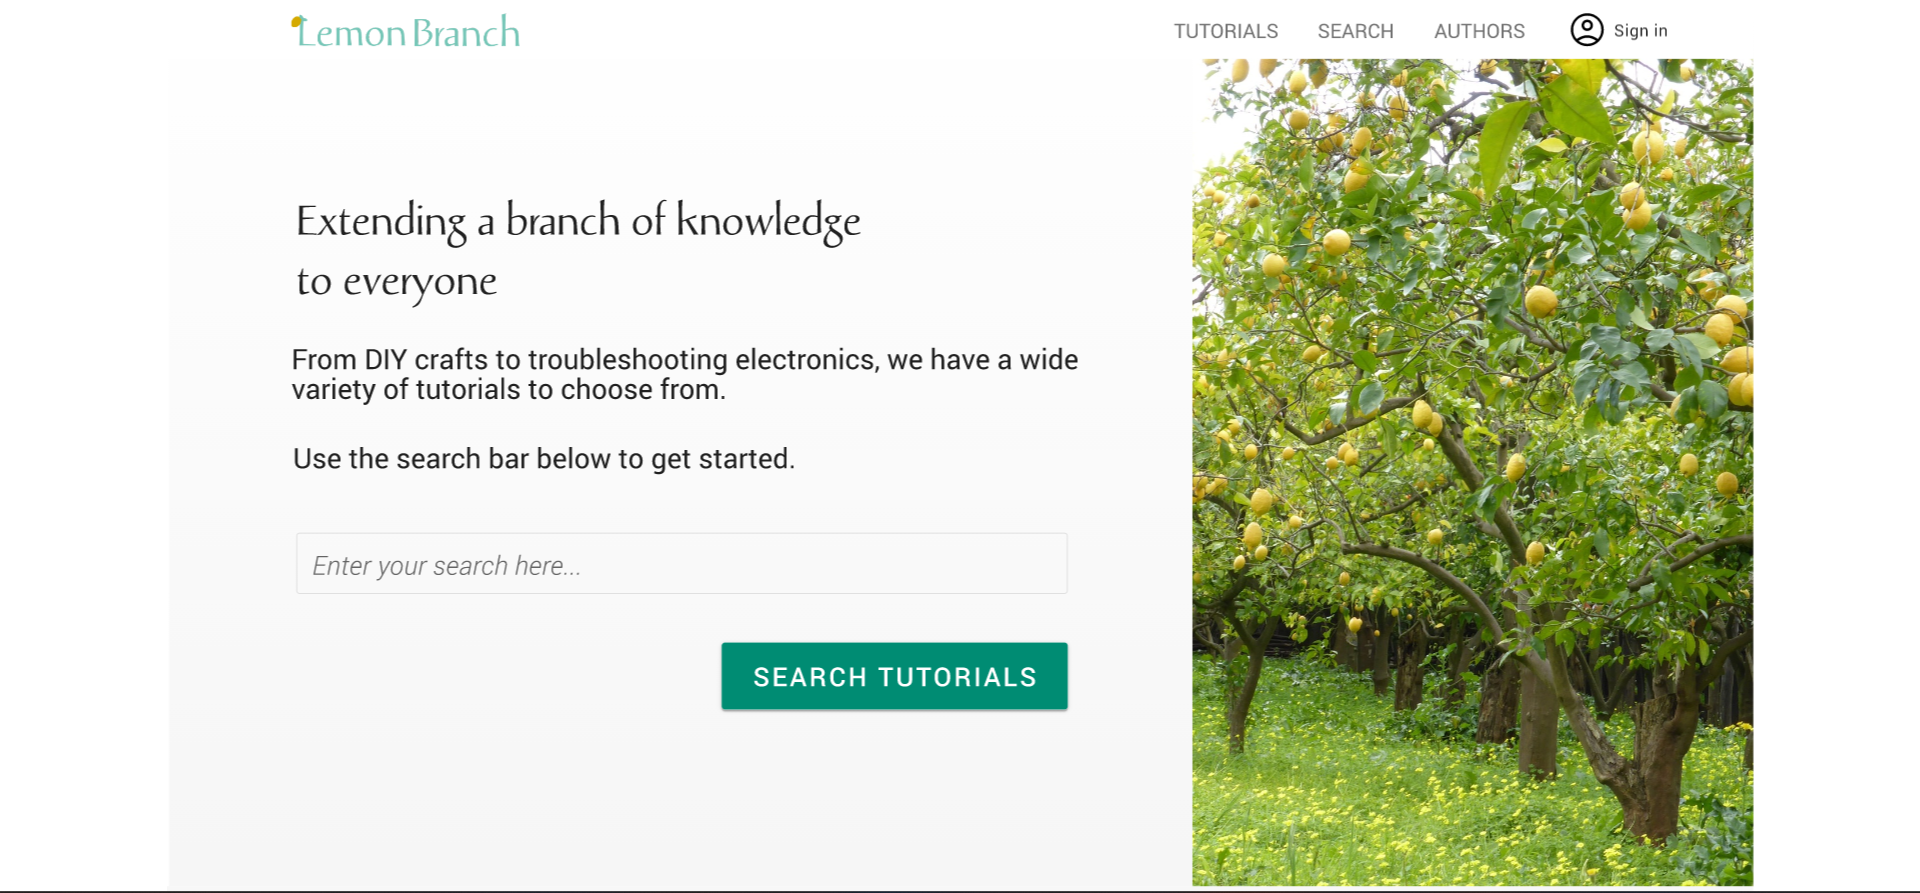 Lemon Branch
TUTORIALS
SEARCH
AUTHORS
Sign in
Extending a branch of knowledge
to everyone
From DIY crafts to troubleshooting electronics, we have a wide
variety of tutorials to choose from.
Use the search bar below to get started.
Enter your search here...
SEARCH TUTORIALS